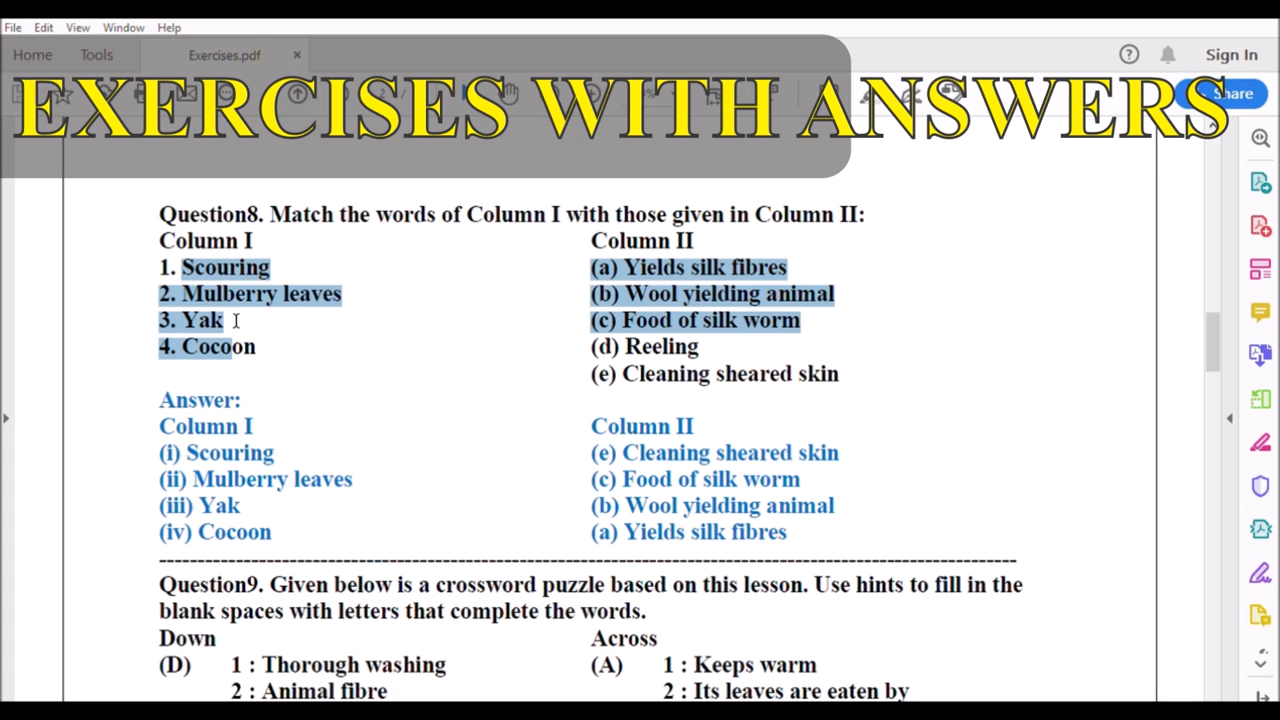 File Edit View Window Help
Home Tools Exercises.pdf × Sign In
EXERCISES WITH ANSWERS
Share
Question8. Match the words of Column I with those given in Column II:
Column I Column II
1. Scouring (a) Yields silk fibres
2. Mulberry leaves (b) Wool yielding animal
3. Yak (c) Food of silk worm
4. Cocoon (d) Reeling
(e) Cleaning sheared skin
Answer:
Column I Column II
(i) Scouring (e) Cleaning sheared skin
(ii) Mulberry leaves (c) Food of silk worm
(iii) Yak (b) Wool yielding animal
(iv) Cocoon (a) Yields silk fibres
Question9. Given below is a crossword puzzle based on this lesson. Use hints to fill in the
blank spaces with letters that complete the words.
Down Across
(D) 1 : Thorough washing (A) 1 : Keeps warm
2 : Animal fibre 2 : Its leaves are eaten by